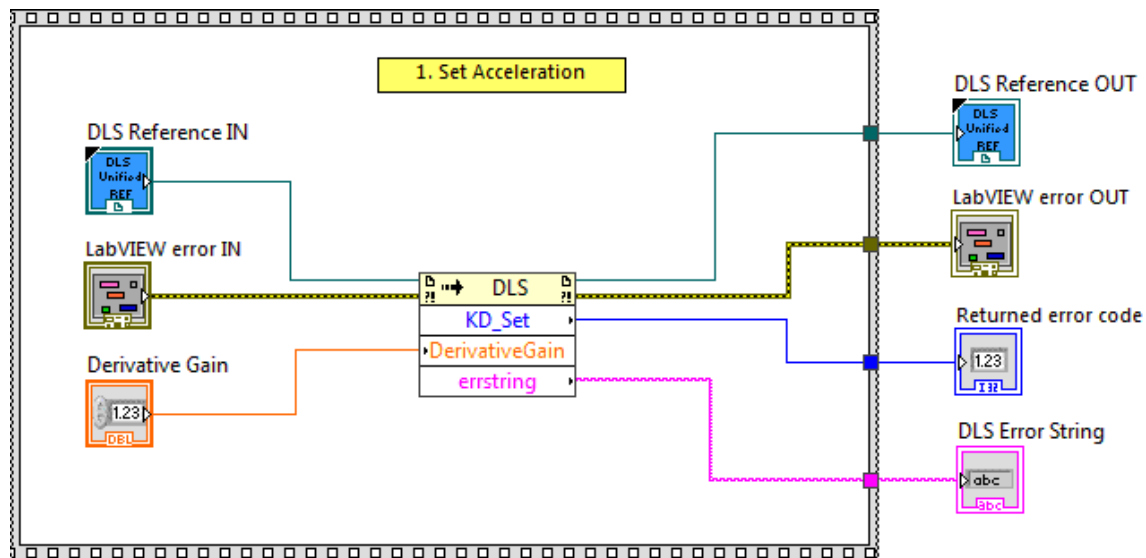 1. Set Acceleration
DLS Reference OUT
DLS
Unified
REF
DLS Reference IN
DLS
Unified
REF
LabVIEW error OUT
LabVIEW error IN
?! DLS ?!
KD_Set
DerivativeGain
errstring
Returned error code
1.23
I32
Derivative Gain
1.23
DBL
DLS Error String
abc
abc